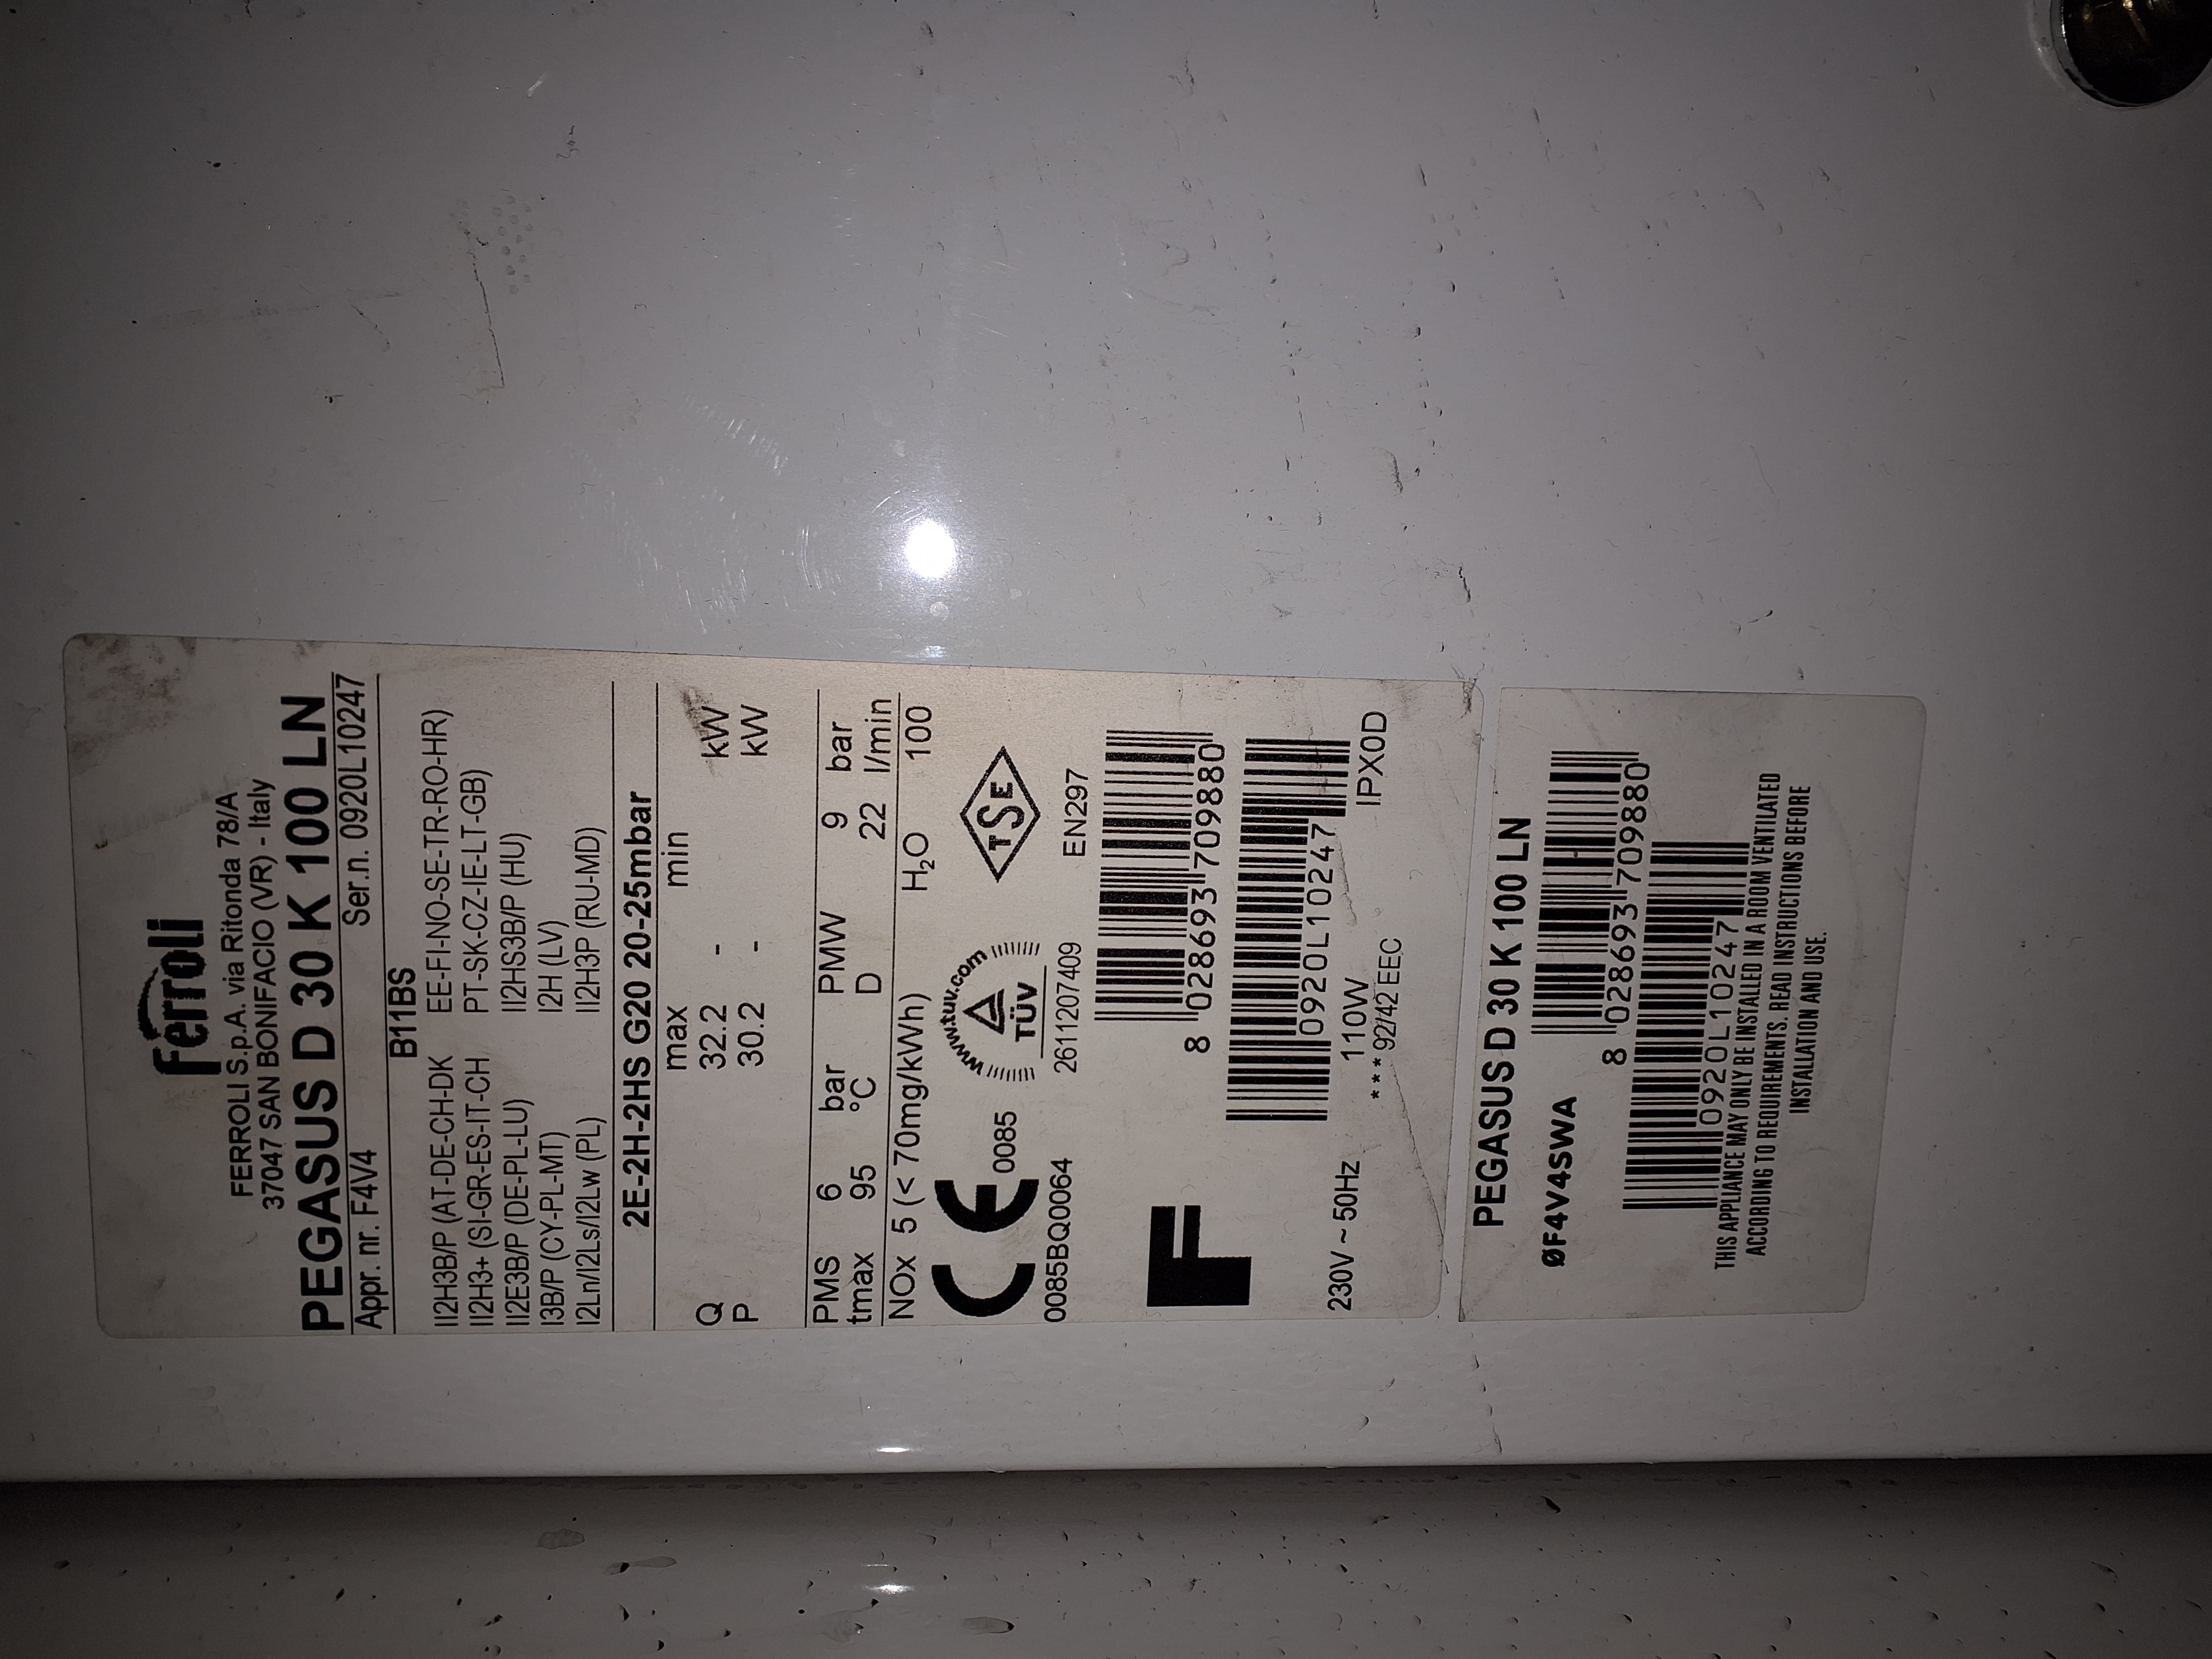 Ferroli
FERROLI S.p.A. via Ritonda 78/A
37047 SAN BONIFACIO (VR) - Italy
PEGASUS D 30 K 100 LN
Appr. nr. F4V4 Ser.n. 0920L10247
B11BS
II2H3B/P (AT-DE-CH-DK EE-FI-NO-SE-TR-RO-HR)
II2H3+ (SI-GR-ES-IT-CH PT-SK-CZ-IE-LT-GB)
II2E3B/P (DE-PL-LU) II2HS3B/P (HU)
I3B/P (CY-PL-MT) I2H (LV)
I2Ln/I2Ls/I2Lw (PL) II2H3P (RU-MD)
2E-2H-2HS G20 20-25mbar
max min
Q 32.2 - kW
P 30.2 - kW
PMS 6 bar PMW 9 bar
tmax 95 °C D 22 l/min
NOx 5 (< 70mg/kWh) H₂O 100
CE 0085 www.tuv.com TÜV TSE
0085BQ0064 2611207409 EN297
8 028693 709880
0920L10247
230V ~ 50Hz 110W IPX0D
**** 92/42 EEC
PEGASUS D 30 K 100 LN
0F4V4SWA
8 028693 709880
0920L10247
THIS APPLIANCE MAY ONLY BE INSTALLED IN A ROOM VENTILATED
ACCORDING TO REQUIREMENTS. READ INSTRUCTIONS BEFORE
INSTALLATION AND USE.